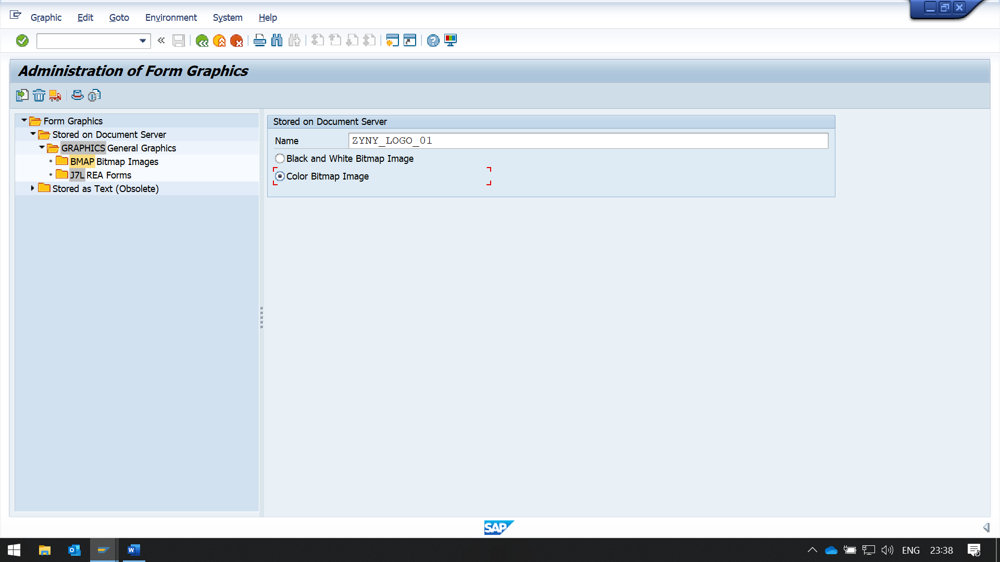 Graphic Edit Goto Environment System Help
Administration of Form Graphics
Form Graphics
Stored on Document Server
GRAPHICS General Graphics
BMAP Bitmap Images
J7L REA Forms
Stored as Text (Obsolete)
Stored on Document Server
Name ZYNY_LOGO_01
Black and White Bitmap Image
Color Bitmap Image
SAP
ENG 23:38